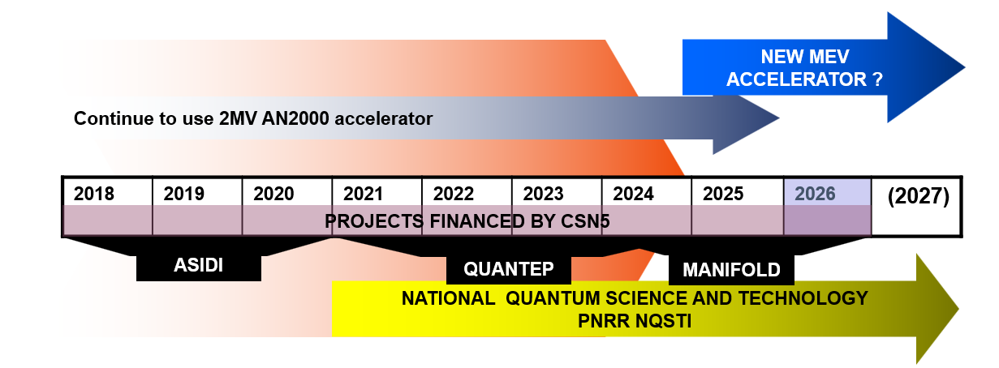 NEW MEV
ACCELERATOR ?
Continue to use 2MV AN2000 accelerator
2018 2019 2020 2021 2022 2023 2024 2025 2026 (2027)
PROJECTS FINANCED BY CSN5
ASIDI QUANTEP MANIFOLD
NATIONAL QUANTUM SCIENCE AND TECHNOLOGY
PNRR NQSTI